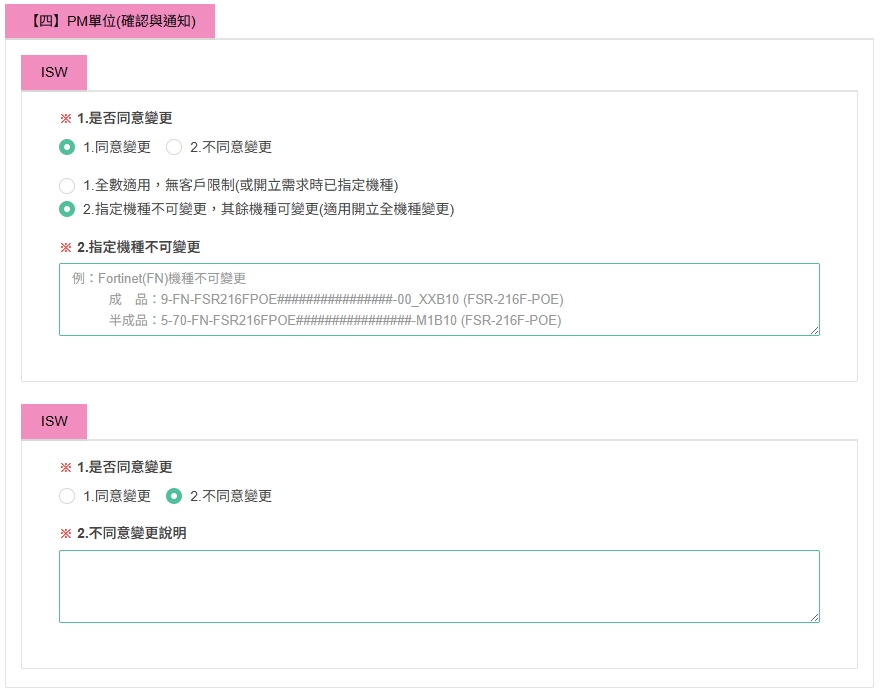 【四】PM單位(確認與通知)
ISW
※ 1.是否同意變更
1.同意變更 2.不同意變更
1.全數適用，無客戶限制(或開立需求時已指定機種)
2.指定機種不可變更，其餘機種可變更(適用開立全機種變更)
※ 2.指定機種不可變更
例：Fortinet(FN)機種不可變更
成　品：9-FN-FSR216FPOE################-00_XXB10 (FSR-216F-POE)
半成品：5-70-FN-FSR216FPOE################-M1B10 (FSR-216F-POE)
ISW
※ 1.是否同意變更
1.同意變更 2.不同意變更
※ 2.不同意變更說明